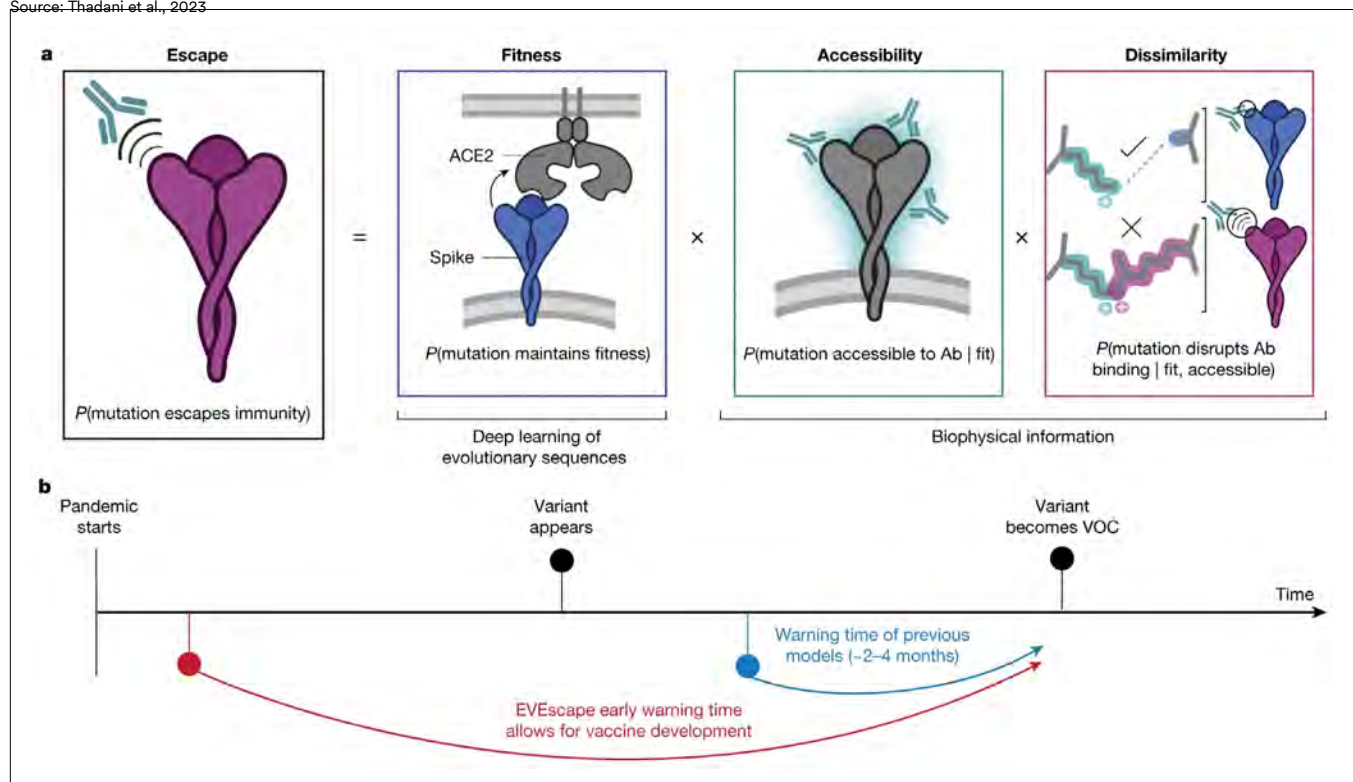 Source: Thadani et al., 2023
a
Escape
Fitness
Accessibility
Dissimilarity
ACE2
Spike
=
×
×
P(mutation escapes immunity)
P(mutation maintains fitness)
P(mutation accessible to Ab | fit)
P(mutation disrupts Ab
binding | fit, accessible)
Deep learning of
evolutionary sequences
Biophysical information
b
Pandemic
starts
Variant
appears
Variant
becomes VOC
Time
Warning time of previous
models (~2–4 months)
EVEscape early warning time
allows for vaccine development